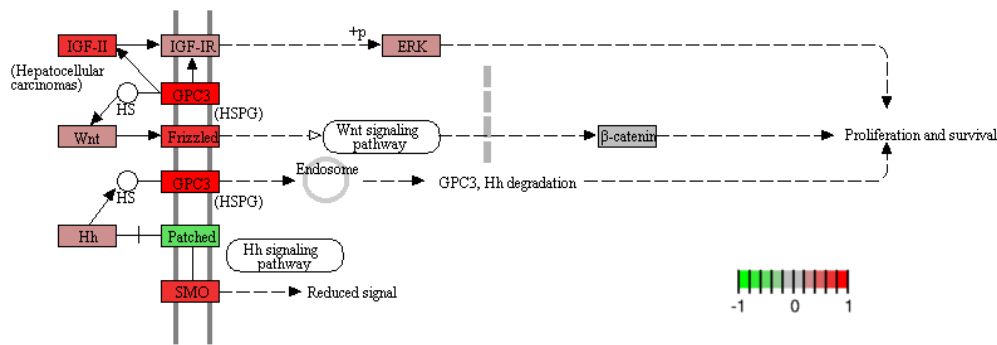 IGF-II
IGF-IR
+p
ERK
(Hepatocellular
carcinomas)
GPC3
HS
(HSPG)
Wnt
Frizzled
Wnt signaling
pathway
β-catenin
Proliferation and survival
GPC3
HS
(HSPG)
Endosome
GPC3, Hh degradation
Hh
Patched
Hh signaling
pathway
SMO
Reduced signal
-1
0
1